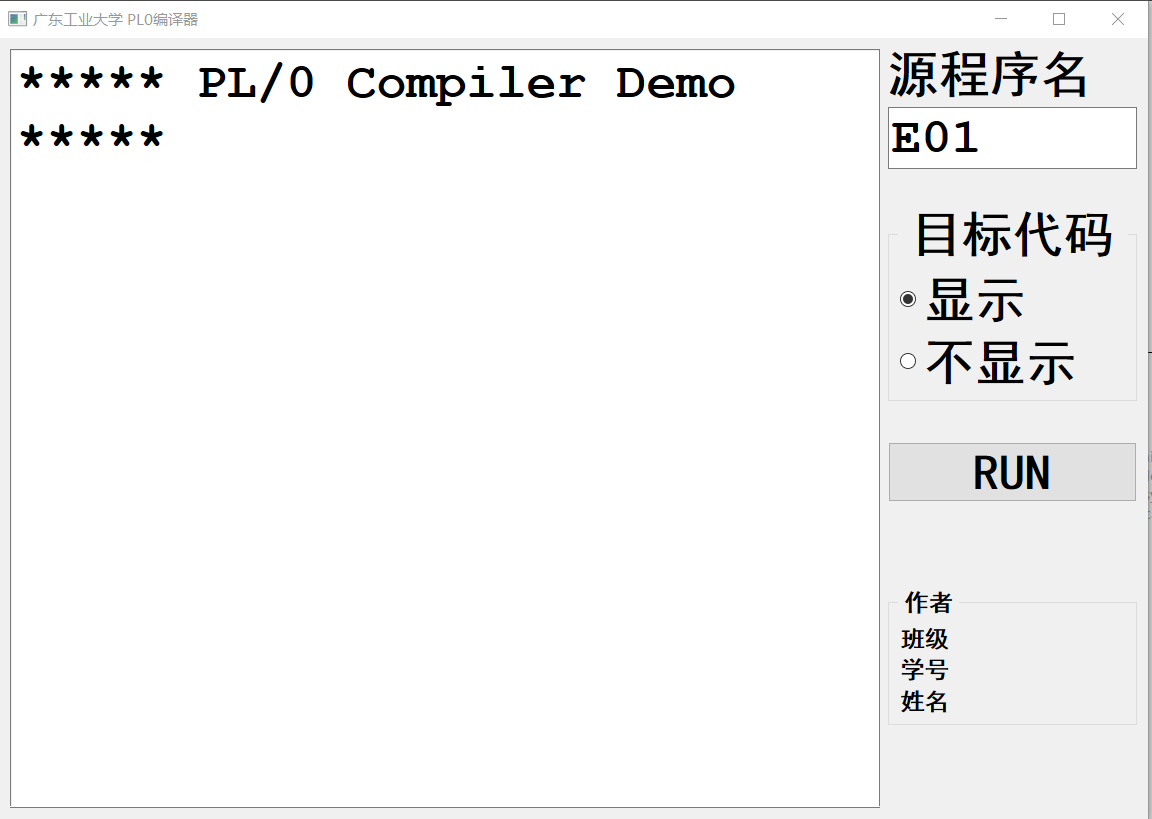 广东工业大学 PL0编译器
***** PL/0 Compiler Demo
*****
源程序名
E01
目标代码
显示
不显示
RUN
作者
班级
学号
姓名